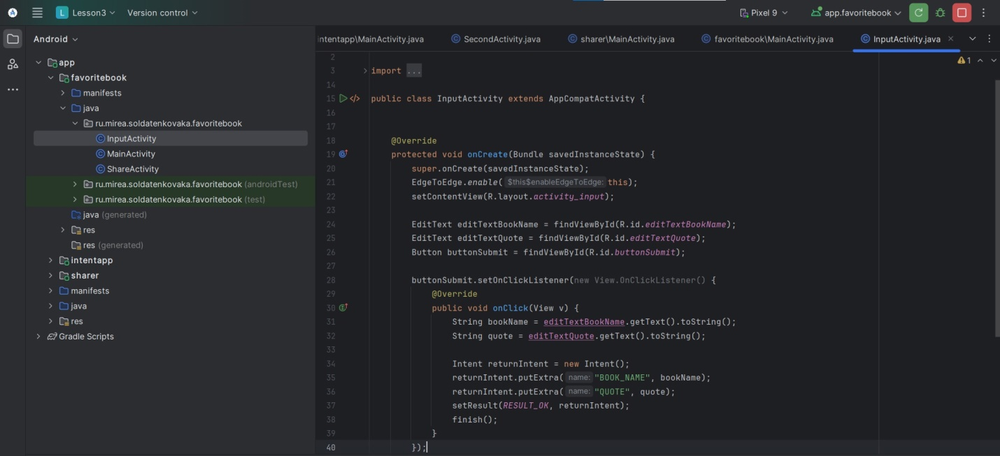 L Lesson3 Version control Pixel 9 app.favoritebook
Android
app
favoritebook
manifests
java
ru.mirea.soldatenkovaka.favoritebook
InputActivity
MainActivity
ShareActivity
ru.mirea.soldatenkovaka.favoritebook (androidTest)
ru.mirea.soldatenkovaka.favoritebook (test)
java (generated)
res
res (generated)
intentapp
sharer
manifests
java
res
Gradle Scripts
intentapp\MainActivity.java SecondActivity.java sharer\MainActivity.java favoritebook\MainActivity.java InputActivity.java
1
2
3 import ...
14
15 public class InputActivity extends AppCompatActivity {
16
17
18 @Override
19 protected void onCreate(Bundle savedInstanceState) {
20 super.onCreate(savedInstanceState);
21 EdgeToEdge.enable( $this$enableEdgeToEdge: this);
22 setContentView(R.layout.activity_input);
23
24 EditText editTextBookName = findViewById(R.id.editTextBookName);
25 EditText editTextQuote = findViewById(R.id.editTextQuote);
26 Button buttonSubmit = findViewById(R.id.buttonSubmit);
27
28 buttonSubmit.setOnClickListener(new View.OnClickListener() {
29 @Override
30 public void onClick(View v) {
31 String bookName = editTextBookName.getText().toString();
32 String quote = editTextQuote.getText().toString();
33
34 Intent returnIntent = new Intent();
35 returnIntent.putExtra( name: "BOOK_NAME", bookName);
36 returnIntent.putExtra( name: "QUOTE", quote);
37 setResult(RESULT_OK, returnIntent);
38 finish();
39 }
40 });